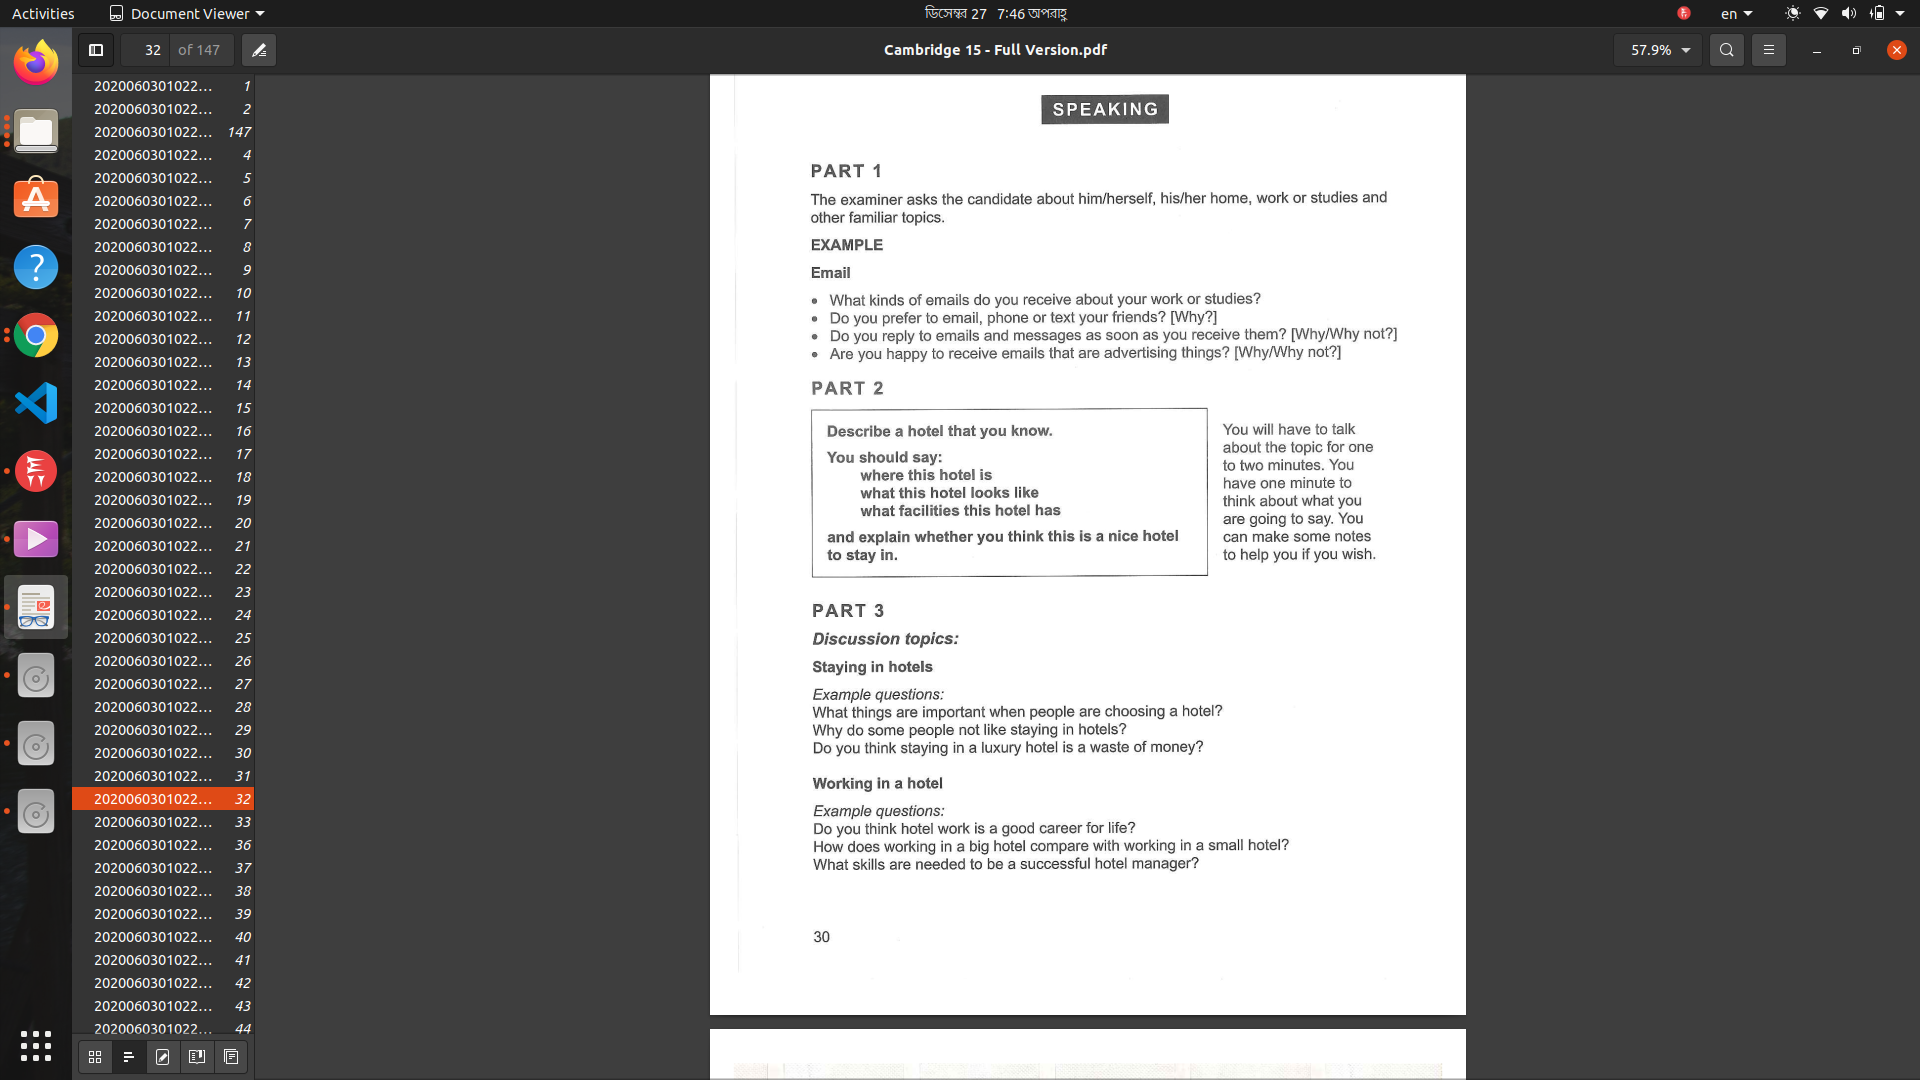 Activities
Document Viewer
ডিসেম্বর 27 7:46 অপরাহ্ণ
en
32 of 147
Cambridge 15 - Full Version.pdf
57.9%
2020060301022... 1
2020060301022... 2
2020060301022... 147
2020060301022... 4
2020060301022... 5
2020060301022... 6
2020060301022... 7
2020060301022... 8
2020060301022... 9
2020060301022... 10
2020060301022... 11
2020060301022... 12
2020060301022... 13
2020060301022... 14
2020060301022... 15
2020060301022... 16
2020060301022... 17
2020060301022... 18
2020060301022... 19
2020060301022... 20
2020060301022... 21
2020060301022... 22
2020060301022... 23
2020060301022... 24
2020060301022... 25
2020060301022... 26
2020060301022... 27
2020060301022... 28
2020060301022... 29
2020060301022... 30
2020060301022... 31
2020060301022... 32
2020060301022... 33
2020060301022... 36
2020060301022... 37
2020060301022... 38
2020060301022... 39
2020060301022... 40
2020060301022... 41
2020060301022... 42
2020060301022... 43
2020060301022... 44
SPEAKING
PART 1
The examiner asks the candidate about him/herself, his/her home, work or studies and
other familiar topics.
EXAMPLE
Email
• What kinds of emails do you receive about your work or studies?
• Do you prefer to email, phone or text your friends? [Why?]
• Do you reply to emails and messages as soon as you receive them? [Why/Why not?]
• Are you happy to receive emails that are advertising things? [Why/Why not?]
PART 2
Describe a hotel that you know.
You should say:
where this hotel is
what this hotel looks like
what facilities this hotel has
and explain whether you think this is a nice hotel
to stay in.
You will have to talk
about the topic for one
to two minutes. You
have one minute to
think about what you
are going to say. You
can make some notes
to help you if you wish.
PART 3
Discussion topics:
Staying in hotels
Example questions:
What things are important when people are choosing a hotel?
Why do some people not like staying in hotels?
Do you think staying in a luxury hotel is a waste of money?
Working in a hotel
Example questions:
Do you think hotel work is a good career for life?
How does working in a big hotel compare with working in a small hotel?
What skills are needed to be a successful hotel manager?
30